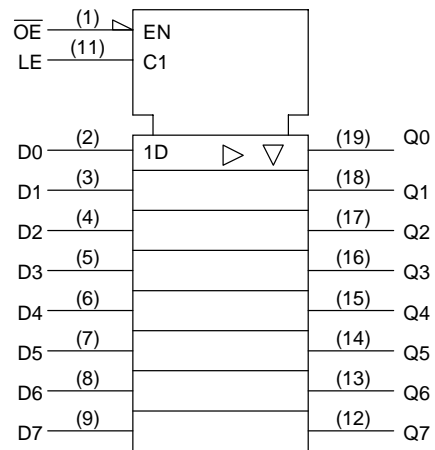 OE (1) EN
LE (11) C1
D0 (2) 1D (19) Q0
D1 (3) (18) Q1
D2 (4) (17) Q2
D3 (5) (16) Q3
D4 (6) (15) Q4
D5 (7) (14) Q5
D6 (8) (13) Q6
D7 (9) (12) Q7